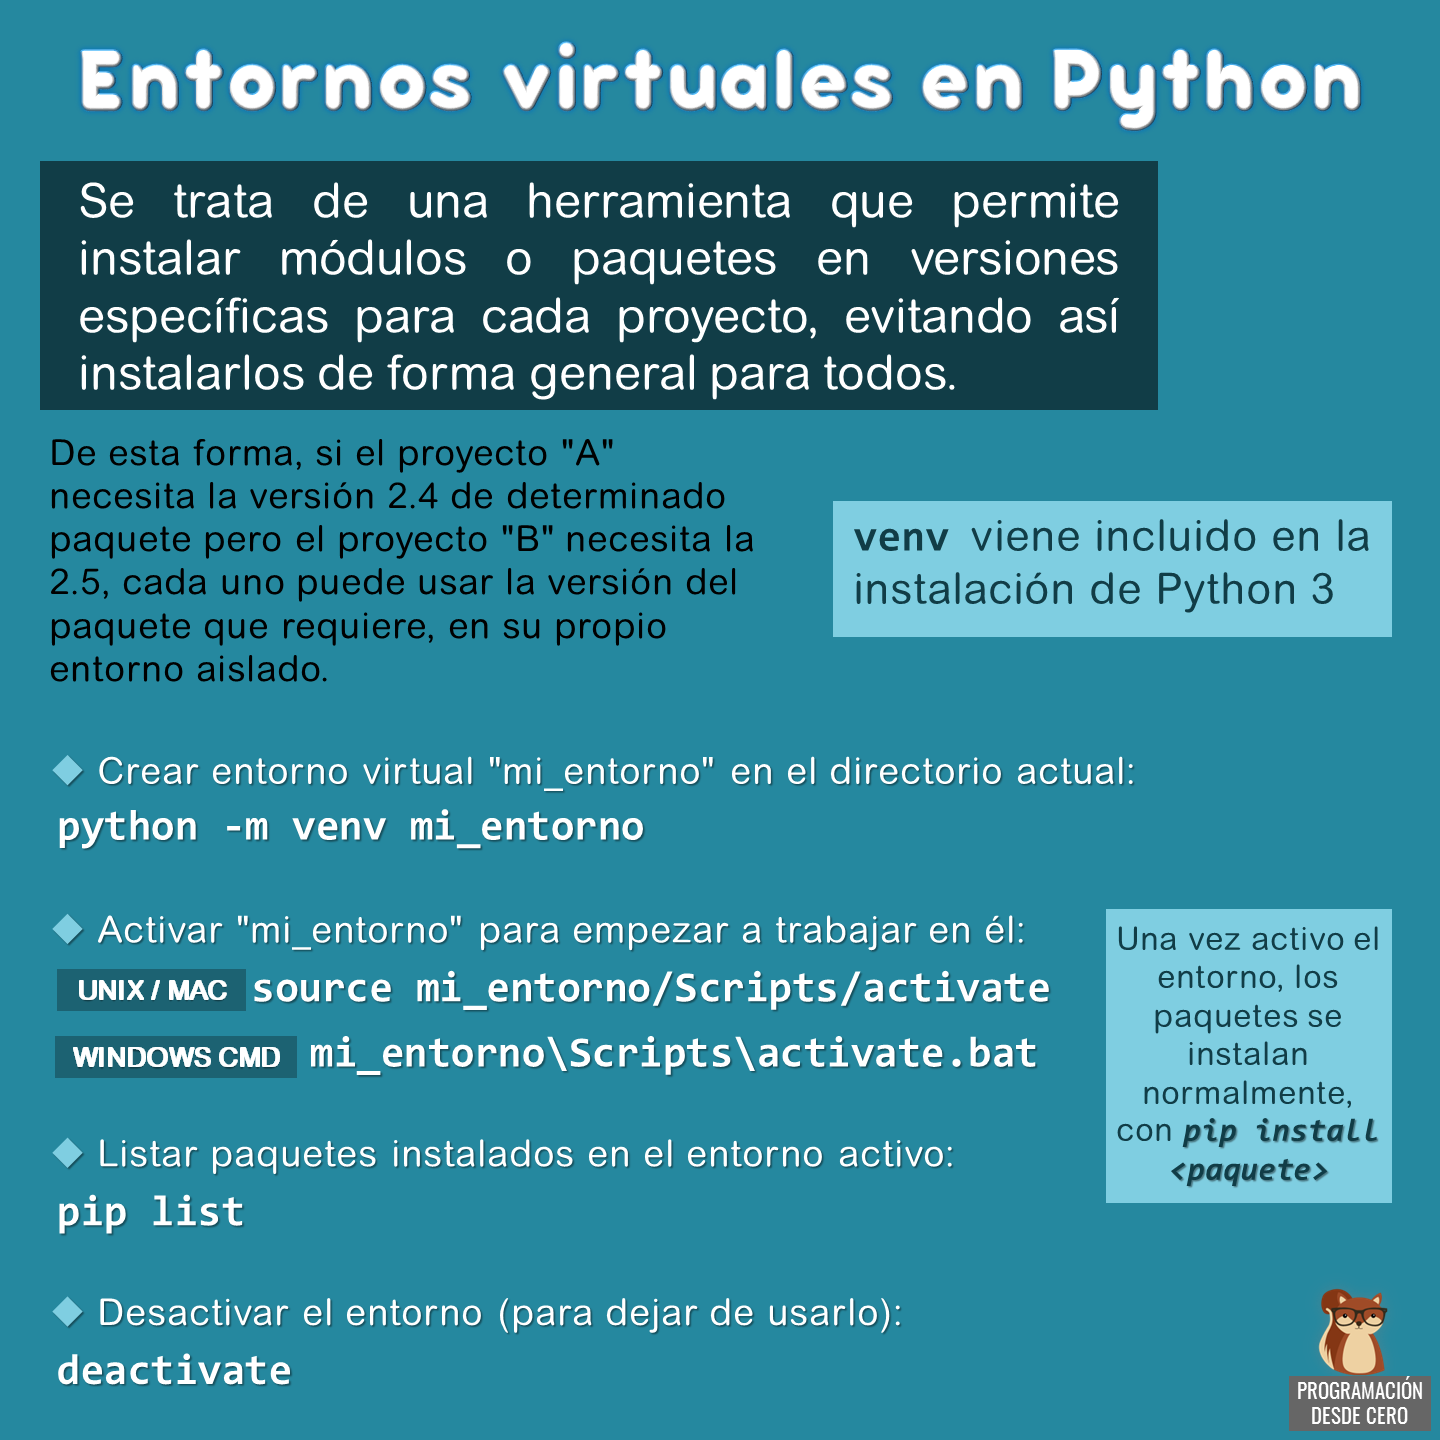 Entornos virtuales en Python
Se trata de una herramienta que permite
instalar módulos o paquetes en versiones
específicas para cada proyecto, evitando así
instalarlos de forma general para todos.
De esta forma, si el proyecto "A"
necesita la versión 2.4 de determinado
paquete pero el proyecto "B" necesita la
2.5, cada uno puede usar la versión del
paquete que requiere, en su propio
entorno aislado.
venv viene incluido en la
instalación de Python 3
Crear entorno virtual "mi_entorno" en el directorio actual:
python -m venv mi_entorno
Activar "mi_entorno" para empezar a trabajar en él:
UNIX / MAC source mi_entorno/Scripts/activate
WINDOWS CMD mi_entorno\Scripts\activate.bat
Una vez activo el
entorno, los
paquetes se
instalan
normalmente,
con pip install
<paquete>
Listar paquetes instalados en el entorno activo:
pip list
Desactivar el entorno (para dejar de usarlo):
deactivate
PROGRAMACIÓN
DESDE CERO